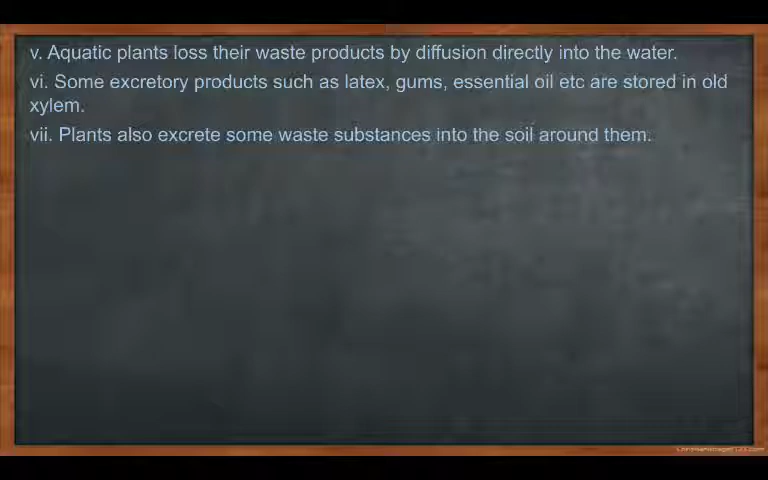 v. Aquatic plants loss their waste products by diffusion directly into the water.
vi. Some excretory products such as latex, gums, essential oil etc are stored in old
xylem.
vii. Plants also excrete some waste substances into the soil around them.